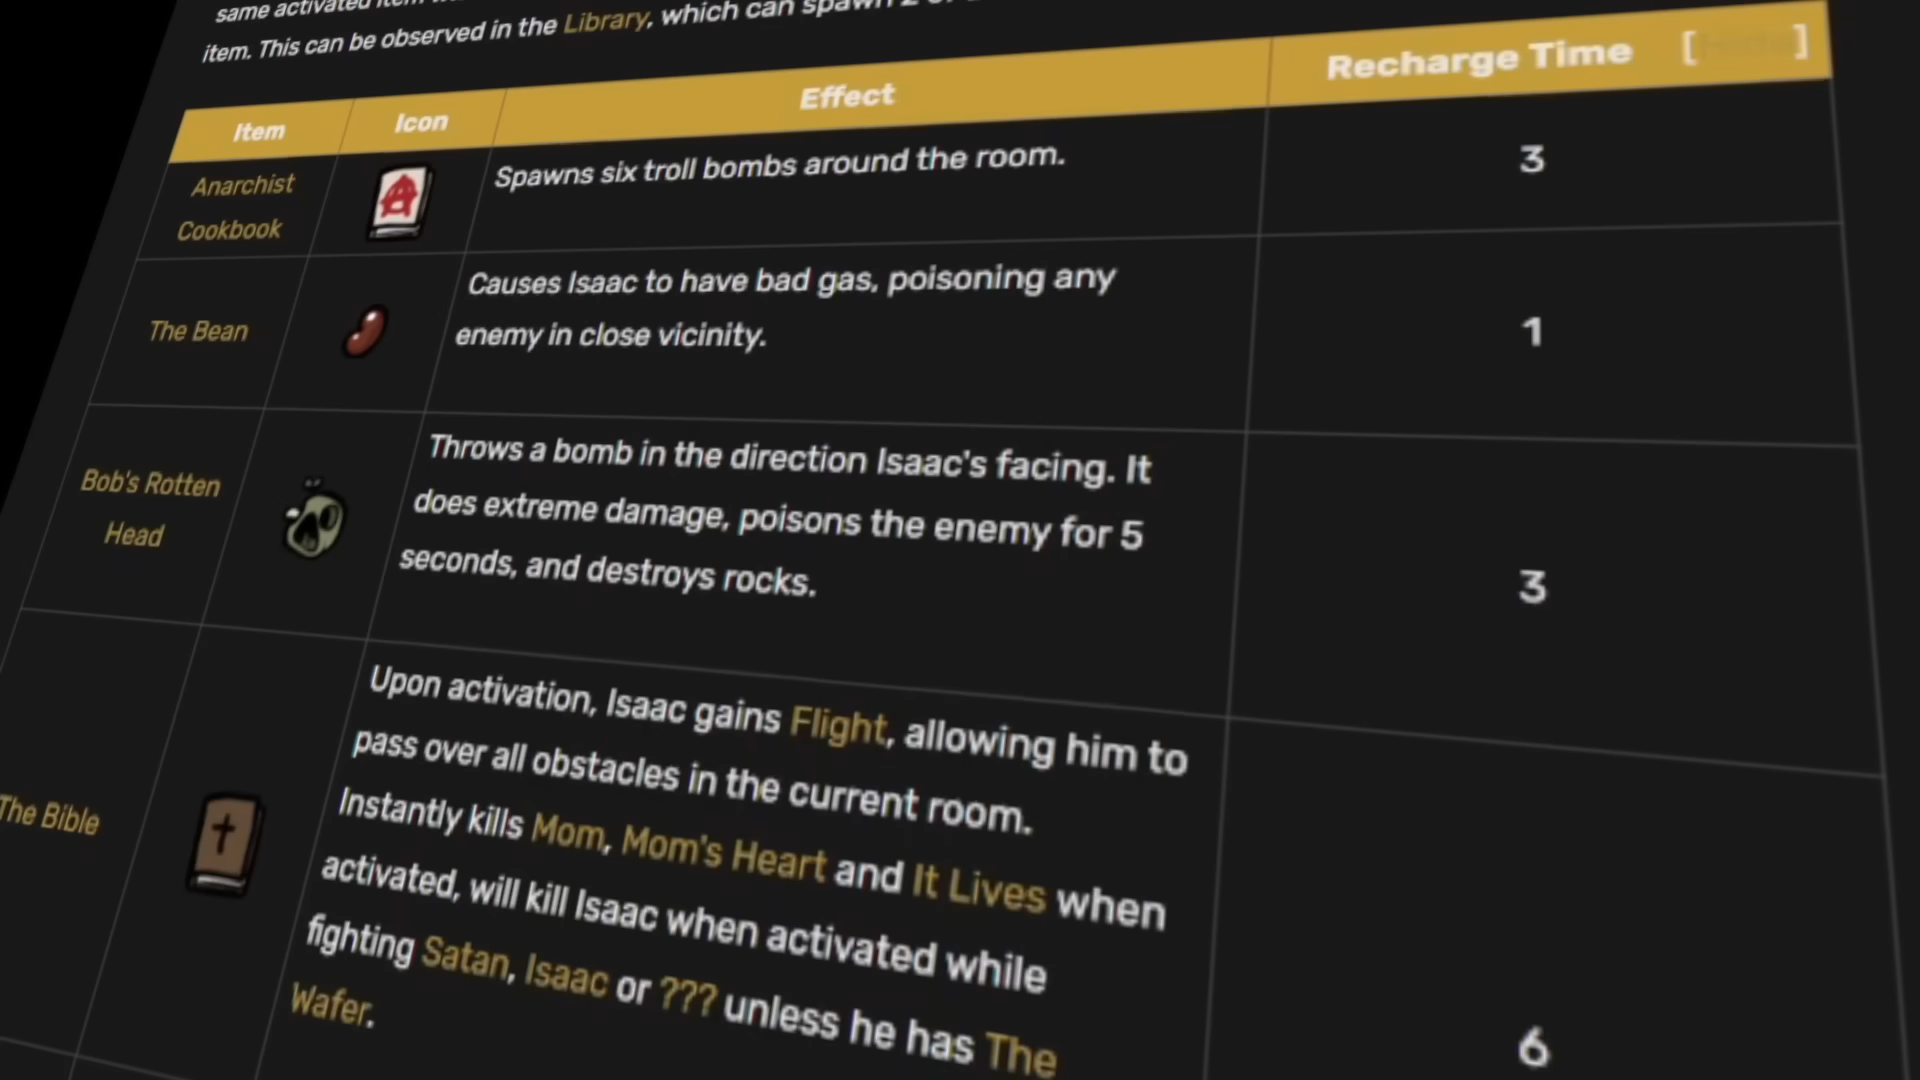 same activated item
item. This can be observed in the Library, which can spawn 2
Item Icon Effect Recharge Time [ ]
Anarchist
Cookbook
Spawns six troll bombs around the room.
3
The Bean
Causes Isaac to have bad gas, poisoning any
enemy in close vicinity.
1
Bob's Rotten
Head
Throws a bomb in the direction Isaac's facing. It
does extreme damage, poisons the enemy for 5
seconds, and destroys rocks.
3
The Bible
Upon activation, Isaac gains Flight, allowing him to
pass over all obstacles in the current room.
Instantly kills Mom, Mom's Heart and It Lives when
activated, will kill Isaac when activated while
fighting Satan, Isaac or ??? unless he has The
Wafer.
6